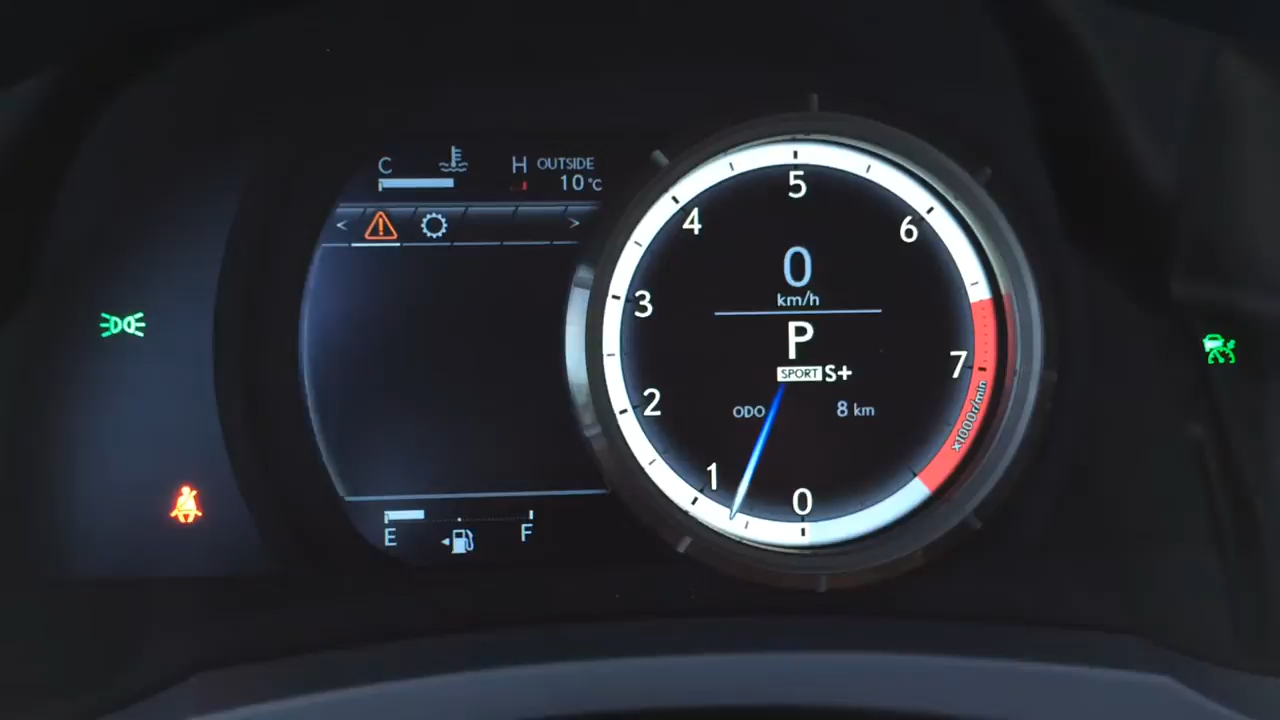 C H OUTSIDE
10°C
< >
5
4 6
0
km/h
3
P
7
SPORT S+
2
ODO 8 km
x1000r/min
1
0
E F